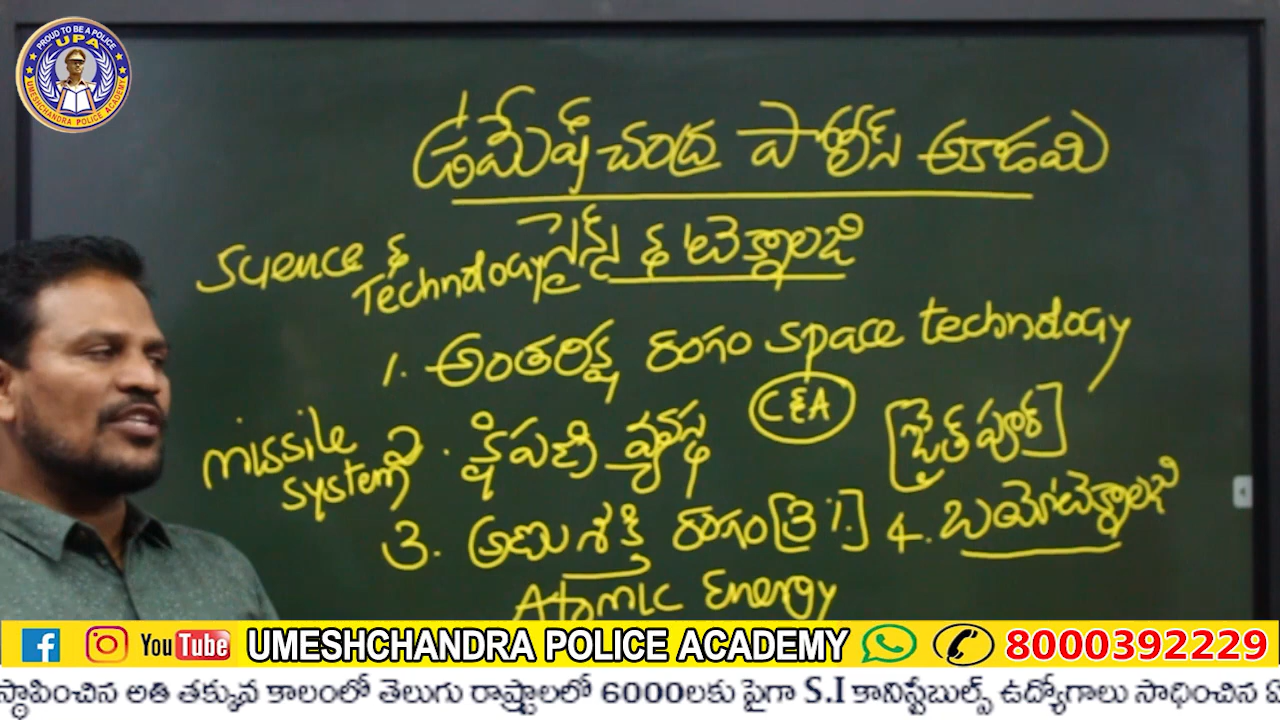 PROUD TO BE A POLICE
UPA
UMESHCHANDRA POLICE ACADEMY
ఉమేష్ చంద్ర పోలీస్ అకాడమి
Science & Technology
సైన్స్ & టెక్నాలజి
1. అంతరిక్ష రంగం space technology
C&A
missile system
2. క్షిపణి వ్యవస్థ
[జైత్ పూర్]
3. అణుశక్తి రంగం [3%.]
4. బయోటెక్నాలజి
Atomic Energy
YouTube UMESHCHANDRA POLICE ACADEMY 8000392229
స్థాపించిన అతి తక్కువ కాలంలో తెలుగు రాష్ట్రాలలో 6000లకు పైగా S.I కానిస్టేబుల్స్ ఉద్యోగాలు సాధించిన